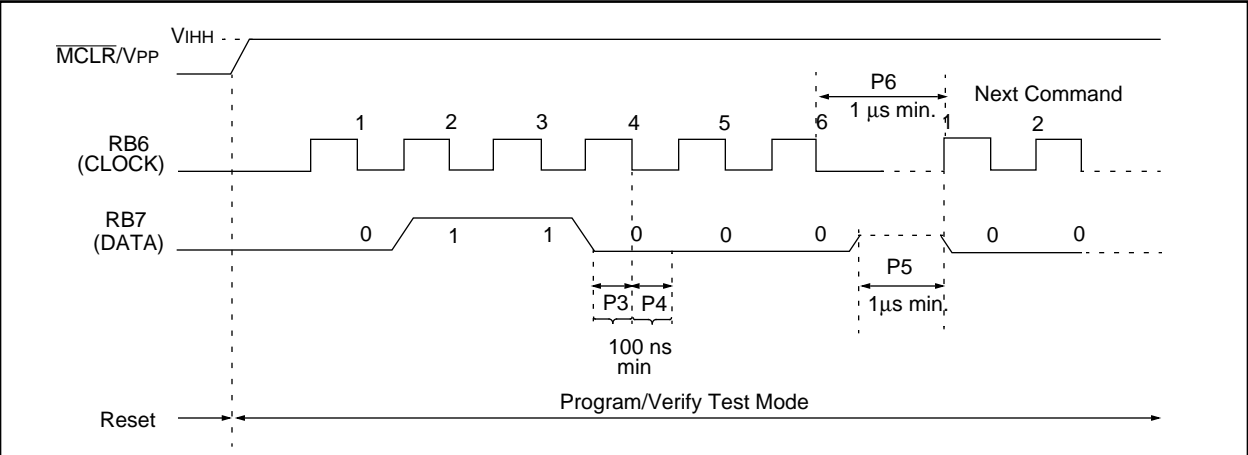 VIHH
MCLR/VPP
P6
1 µs min.
Next Command
1 2 3 4 5 6 1 2
RB6
(CLOCK)
RB7
(DATA)
0 1 1 0 0 0 0 0
P5
1µs min.
P3 P4
100 ns
min
Program/Verify Test Mode
Reset